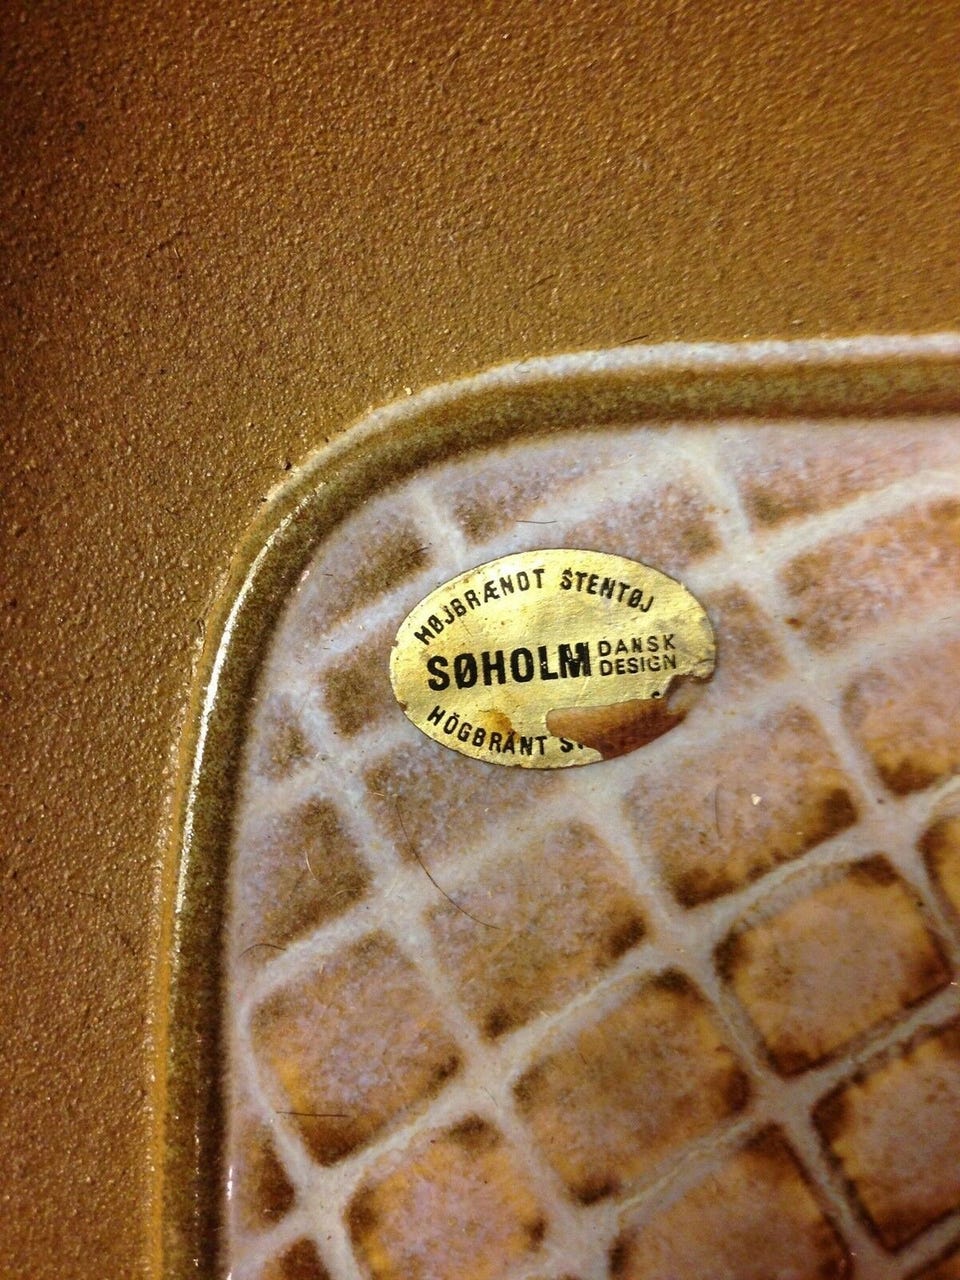 HØJBRÆNDT STENTØJ
SØHOLM DANSK
DESIGN
HÖGBRÄNT